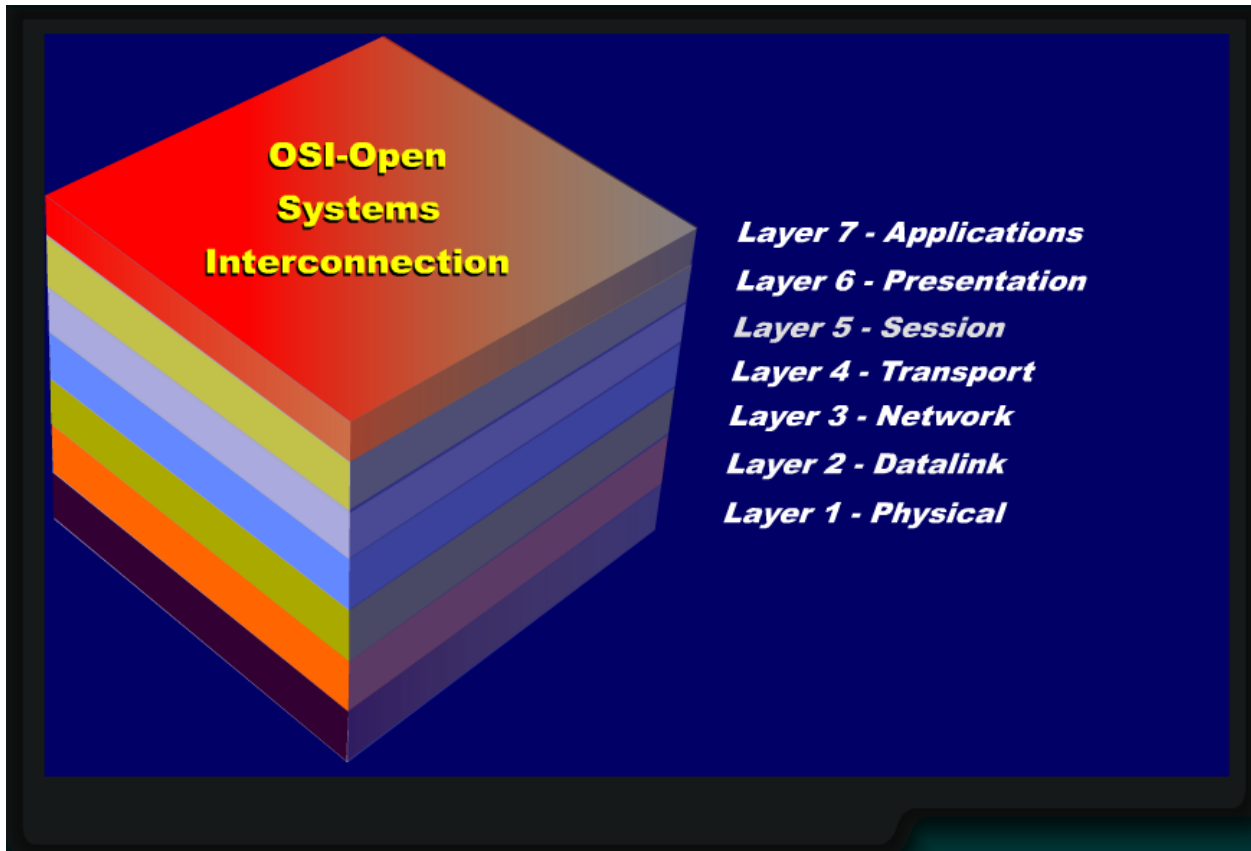 OSI-Open
Systems
Interconnection
Layer 7 - Applications
Layer 6 - Presentation
Layer 5 - Session
Layer 4 - Transport
Layer 3 - Network
Layer 2 - Datalink
Layer 1 - Physical